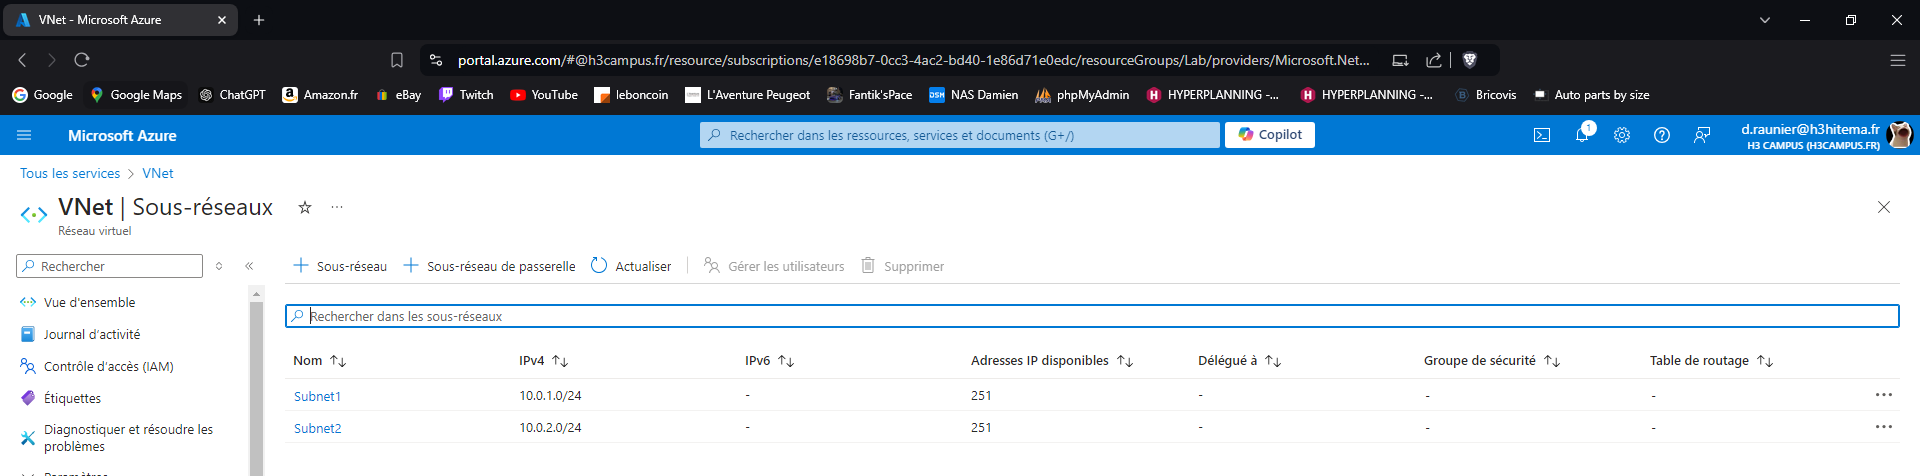 VNet - Microsoft Azure
portal.azure.com/#@h3campus.fr/resource/subscriptions/e18698b7-0cc3-4ac2-bd40-1e86d71e0edc/resourceGroups/Lab/providers/Microsoft.Net...
Google Google Maps ChatGPT Amazon.fr eBay Twitch YouTube leboncoin L'Aventure Peugeot Fantik'sPace NAS Damien phpMyAdmin HYPERPLANNING -... HYPERPLANNING -... Bricovis Auto parts by size
Microsoft Azure Rechercher dans les ressources, services et documents (G+/) Copilot 1 d.raunier@h3hitema.fr
H3 CAMPUS (H3CAMPUS.FR)
Tous les services > VNet
VNet | Sous-réseaux
Réseau virtuel
Rechercher Sous-réseau Sous-réseau de passerelle Actualiser Gérer les utilisateurs Supprimer
Vue d'ensemble
Rechercher dans les sous-réseaux
Journal d'activité
Nom IPv4 IPv6 Adresses IP disponibles Délégué à Groupe de sécurité Table de routage
Contrôle d'accès (IAM)
Subnet1 10.0.1.0/24 - 251 - - -
Étiquettes
Subnet2 10.0.2.0/24 - 251 - - -
Diagnostiquer et résoudre les
problèmes
Paramètres